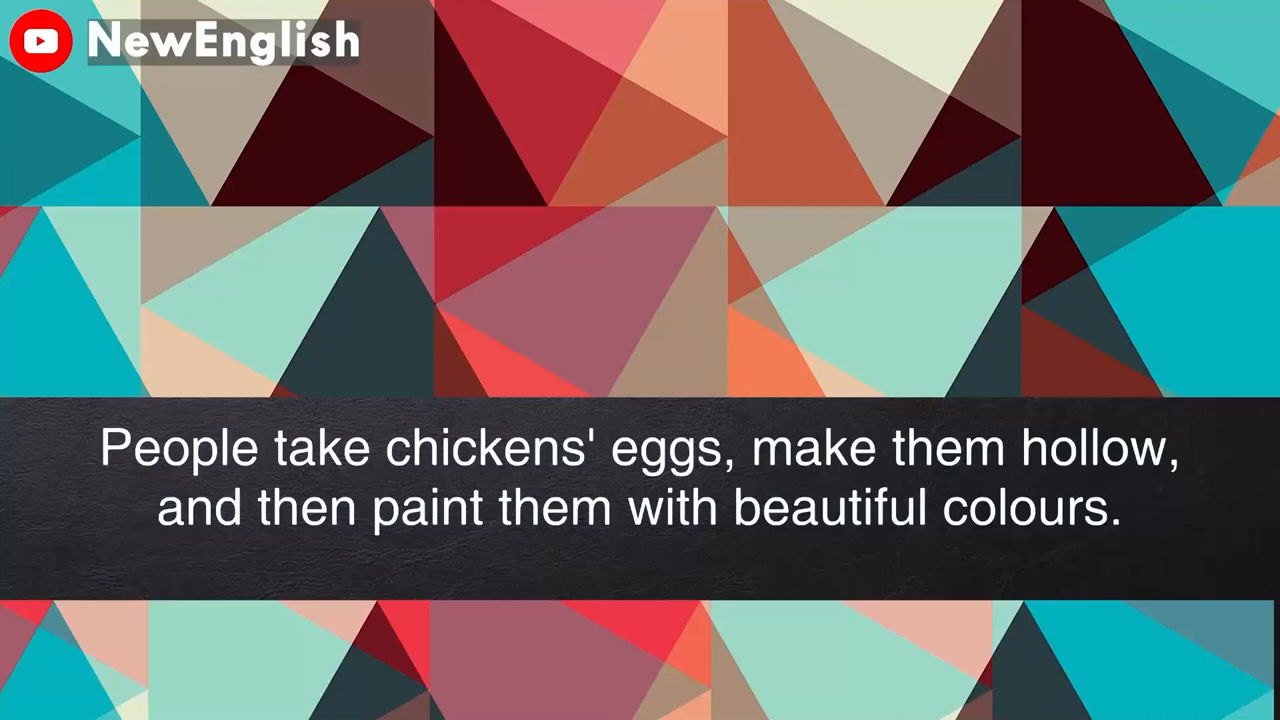 NewEnglish
People take chickens' eggs, make them hollow,
and then paint them with beautiful colours.